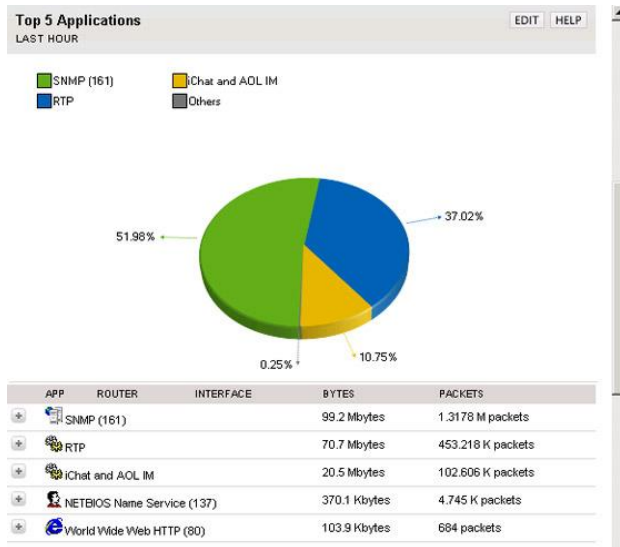 Top 5 Applications
EDIT HELP
LAST HOUR
SNMP (161) iChat and AOL IM
RTP Others
37.02%
51.98%
10.75%
0.25%
APP ROUTER INTERFACE BYTES PACKETS
SNMP (161) 99.2 Mbytes 1.3178 M packets
RTP 70.7 Mbytes 453.218 K packets
iChat and AOL IM 20.5 Mbytes 102.606 K packets
NETBIOS Name Service (137) 370.1 Kbytes 4.745 K packets
World Wide Web HTTP (80) 103.9 Kbytes 684 packets